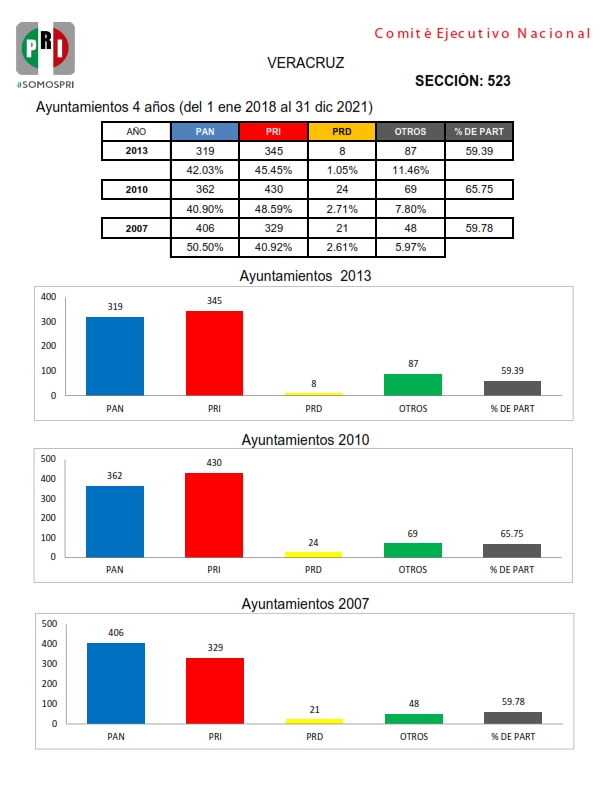 Comité Ejecutivo Nacional
PRI
#SOMOSPRI
VERACRUZ
SECCIÓN: 523
Ayuntamientos 4 años (del 1 ene 2018 al 31 dic 2021)
AÑO PAN PRI PRD OTROS % DE PART
2013 319 345 8 87 59.39
42.03% 45.45% 1.05% 11.46%
2010 362 430 24 69 65.75
40.90% 48.59% 2.71% 7.80%
2007 406 329 21 48 59.78
50.50% 40.92% 2.61% 5.97%
Ayuntamientos 2013
400
300
200
100
0
319 345 8 87 59.39
PAN PRI PRD OTROS % DE PART
Ayuntamientos 2010
500
400
300
200
100
0
362 430 24 69 65.75
PAN PRI PRD OTROS % DE PART
Ayuntamientos 2007
500
400
300
200
100
0
406 329 21 48 59.78
PAN PRI PRD OTROS % DE PART